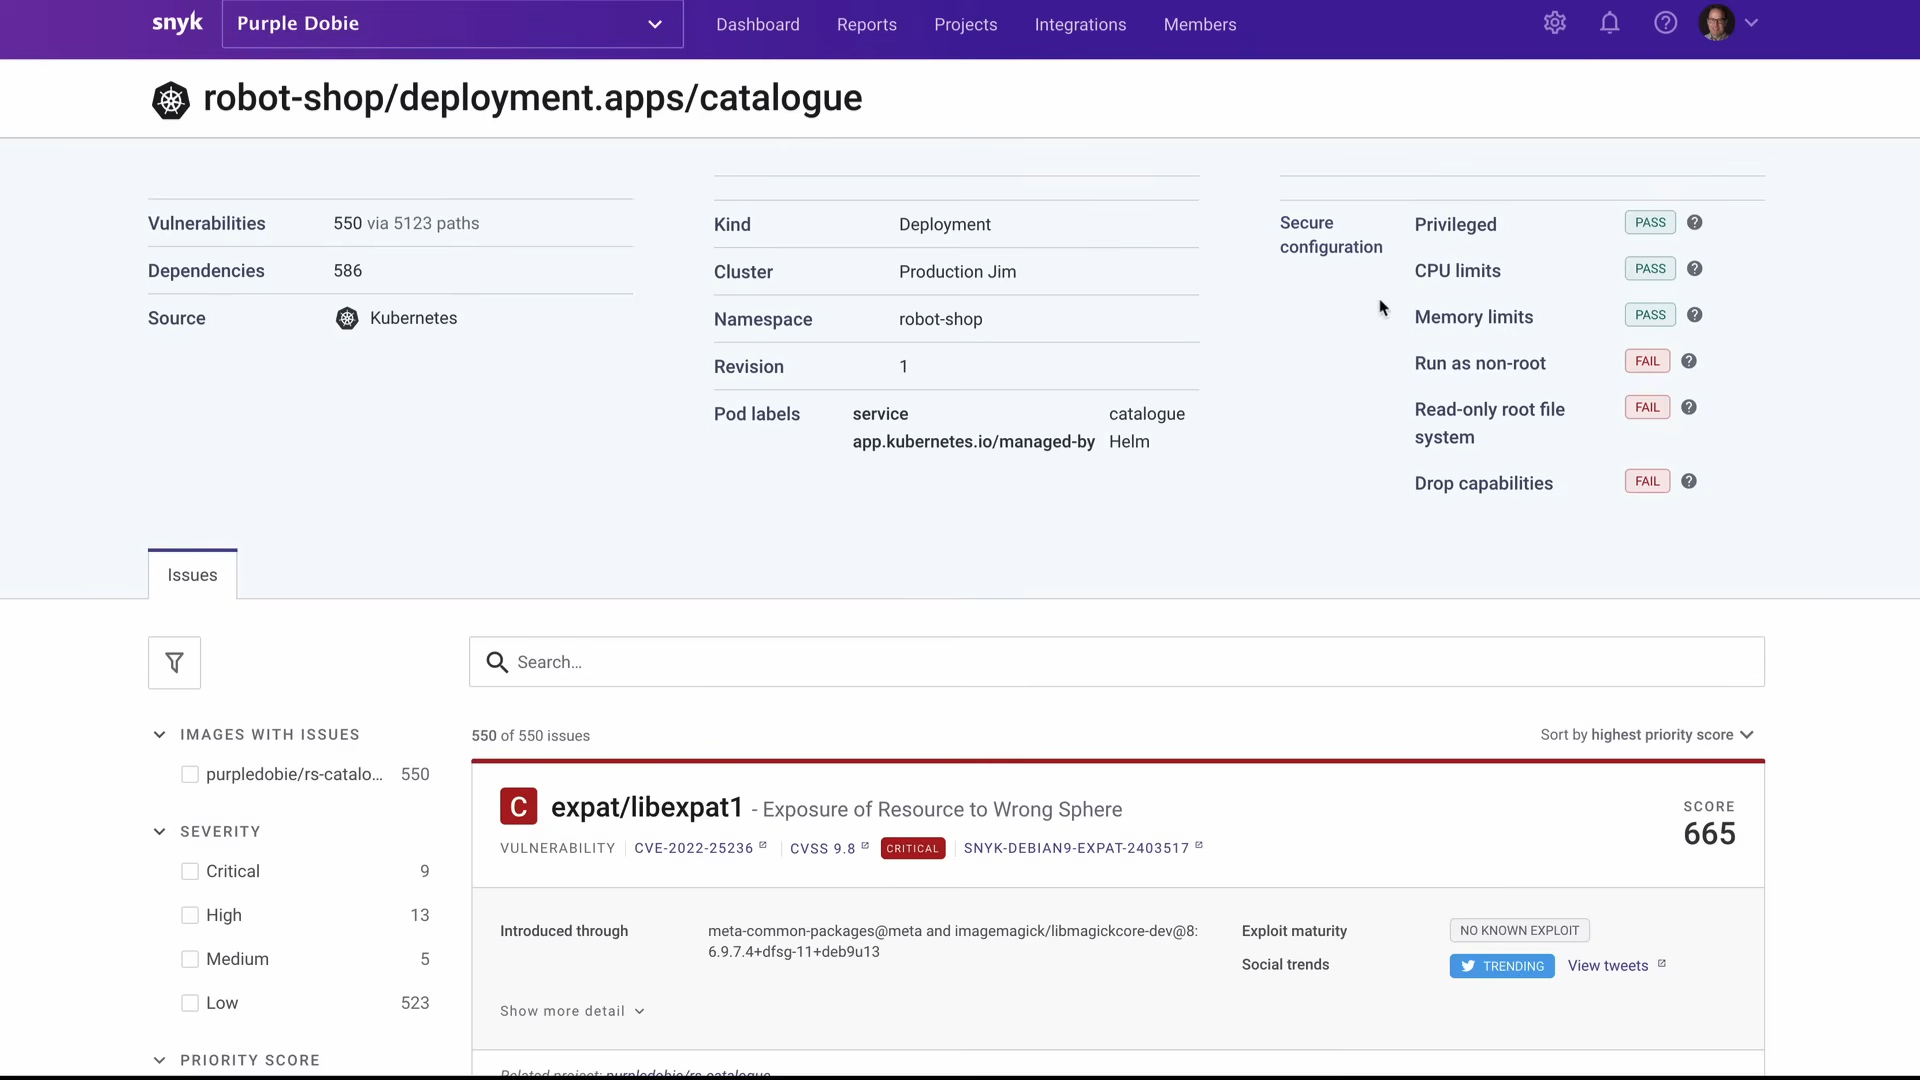 snyk
Purple Dobie
Dashboard
Reports
Projects
Integrations
Members
robot-shop/deployment.apps/catalogue
Vulnerabilities 550 via 5123 paths
Dependencies 586
Source Kubernetes
Kind Deployment
Cluster Production Jim
Namespace robot-shop
Revision 1
Pod labels service catalogue
app.kubernetes.io/managed-by Helm
Secure
configuration
Privileged PASS
CPU limits PASS
Memory limits PASS
Run as non-root FAIL
Read-only root file
system FAIL
Drop capabilities FAIL
Issues
Search...
IMAGES WITH ISSUES
purpledobie/rs-catalo... 550
SEVERITY
Critical 9
High 13
Medium 5
Low 523
PRIORITY SCORE
550 of 550 issues
Sort by highest priority score
C expat/libexpat1 - Exposure of Resource to Wrong Sphere
SCORE
665
VULNERABILITY CVE-2022-25236 CVSS 9.8 CRITICAL SNYK-DEBIAN9-EXPAT-2403517
Introduced through meta-common-packages@meta and imagemagick/libmagickcore-dev@8:
6.9.7.4+dfsg-11+deb9u13
Exploit maturity NO KNOWN EXPLOIT
Social trends TRENDING View tweets
Show more detail
Related project: purpledobie/rs-catalogue